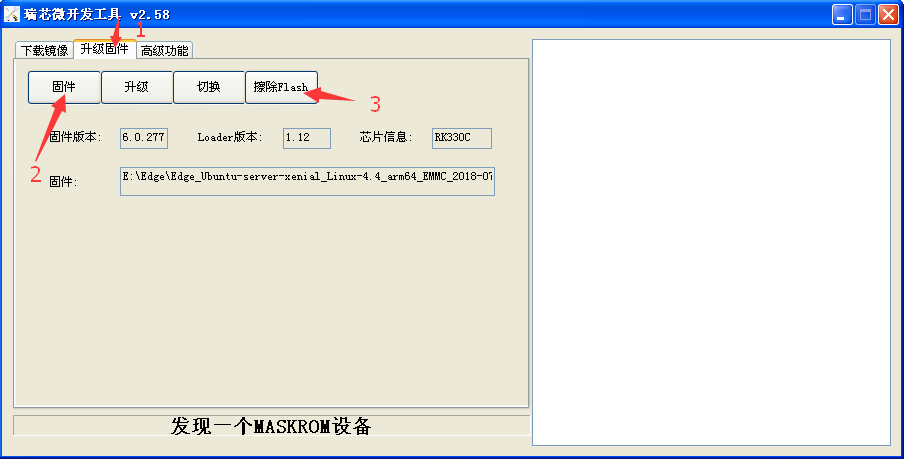 瑞芯微开发工具 v2.58
1
下载镜像 升级固件 高级功能
固件 升级 切换 擦除Flash
3
固件版本: 6.0.277 Loader版本: 1.12 芯片信息: RK330C
2
固件: E:\Edge\Edge_Ubuntu-server-xenial_Linux-4.4_arm64_EMMC_2018-07
发现一个MASKROM设备